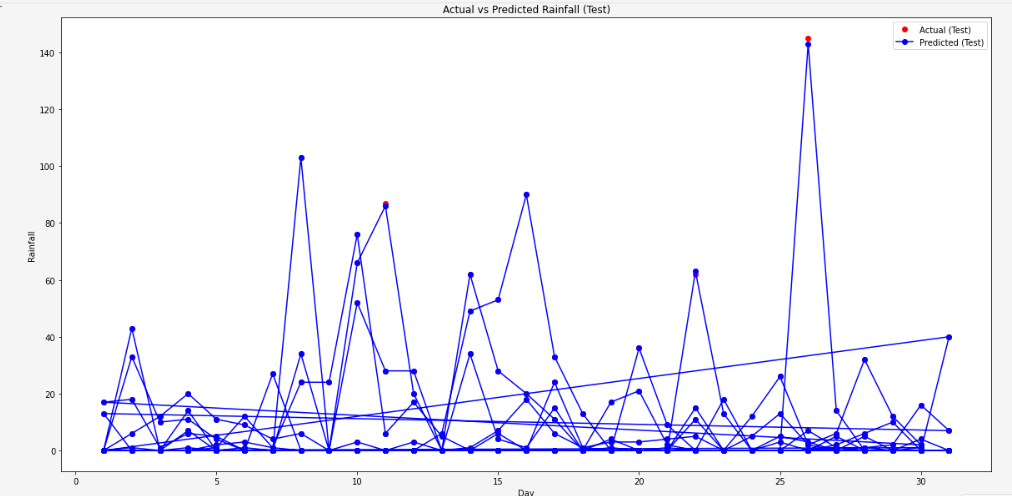 Actual vs Predicted Rainfall (Test)
Actual (Test)
Predicted (Test)
140
120
100
80
60
40
20
0
Rainfall
0 5 10 15 20 25 30
Day